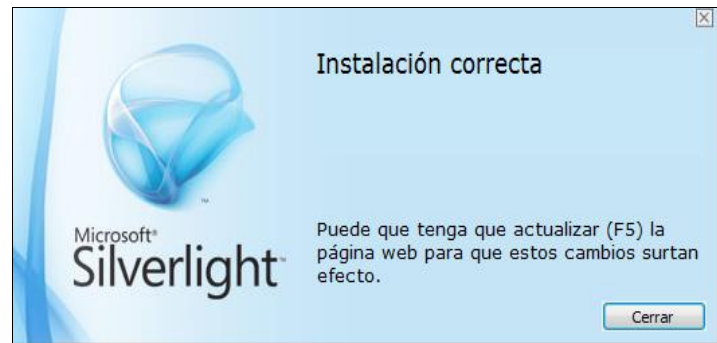 Instalación correcta
Puede que tenga que actualizar (F5) la
página web para que estos cambios surtan
efecto.
™
Microsoft®
Silverlight™
Cerrar